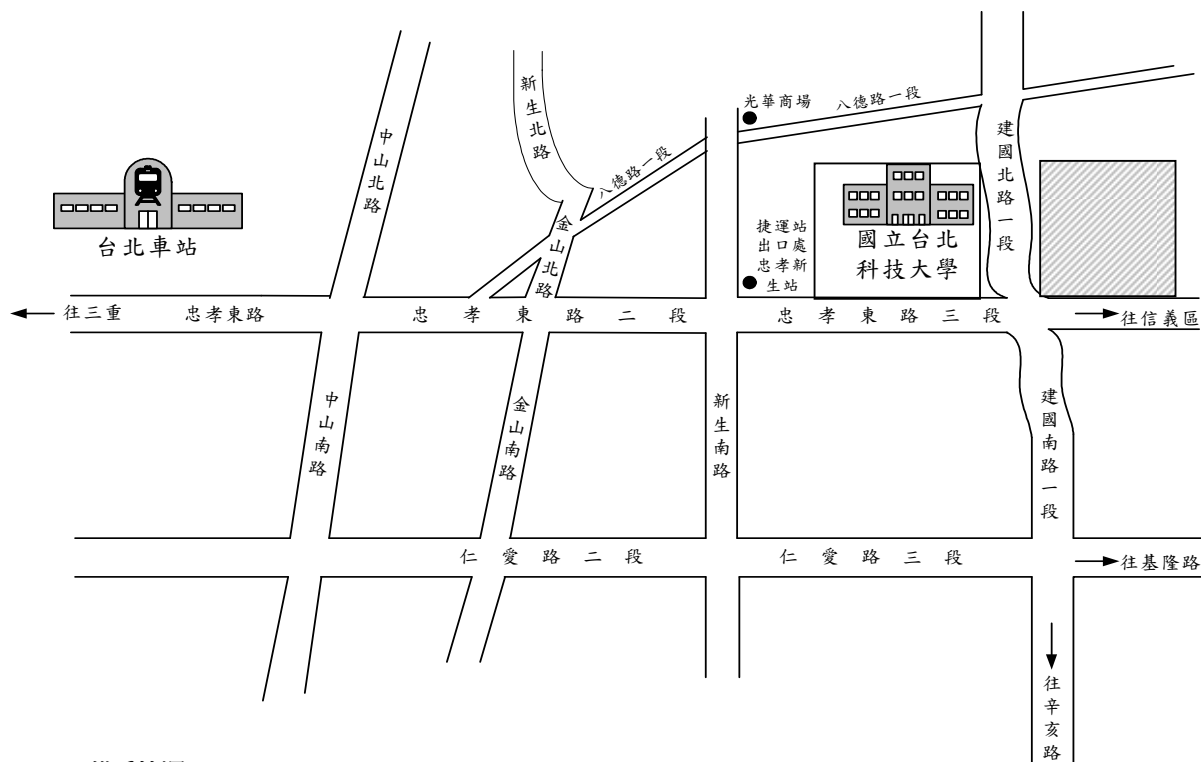 新生北路
中山北路
光華商場
八德路一段
八德路一段
建國北路一段
台北車站
金山北路
捷運站
出口處
忠孝新
生站
國立台北
科技大學
往三重
忠孝東路
忠孝東路二段
忠孝東路三段
往信義區
中山南路
金山南路
新生南路
建國南路一段
仁愛路二段
仁愛路三段
往基隆路
往辛亥路